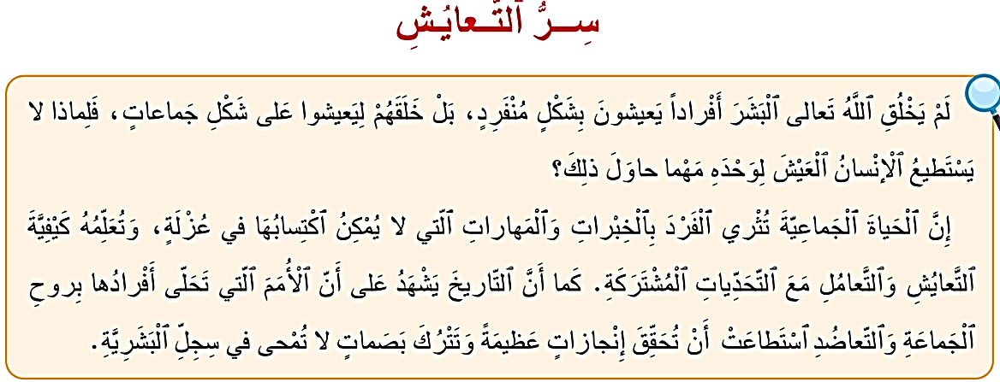 سِــرُّ ٱلتَّــعايُـشِ
لَمْ يَخْلُقِ ٱللَّهُ تَعالى ٱلْبَشَرَ أَفْراداً يَعيشونَ بِشَكْلٍ مُنْفَرِدٍ، بَلْ خَلَقَهُمْ لِيَعيشوا عَلى شَكْلِ جَماعاتٍ، فَلِماذا لا
يَسْتَطيعُ ٱلْإِنْسانُ ٱلْعَيْشَ لِوَحْدَهِ مَهْما حاوَلَ ذلِكَ؟
إِنَّ ٱلْحَياةَ ٱلْجَماعِيَّةَ تُثْري ٱلْفَرْدَ بِٱلْخِبْراتِ وَٱلْمَهاراتِ ٱلَّتي لا يُمْكِنُ ٱكْتِسابُهَا في عُزْلَةٍ، وَتُعَلِّمُهُ كَيْفِيَّةَ
ٱلتَّعايُشِ وَٱلتَّعامُلِ مَعَ ٱلتَّحَدِّياتِ ٱلْمُشْتَرَكَةِ. كَما أَنَّ ٱلتّاريخَ يَشْهَدُ عَلى أَنَّ ٱلْأُمَمَ ٱلَّتي تَحَلّى أَفْرادُها بِروحِ
ٱلْجَماعَةِ وَٱلتَّعاضُدِ ٱسْتَطاعَتْ أَنْ تُحَقِّقَ إِنْجازاتٍ عَظيمَةً وَتَتْرُكَ بَصَماتٍ لا تُمْحى في سِجِلِّ ٱلْبَشَرِيَّةِ.